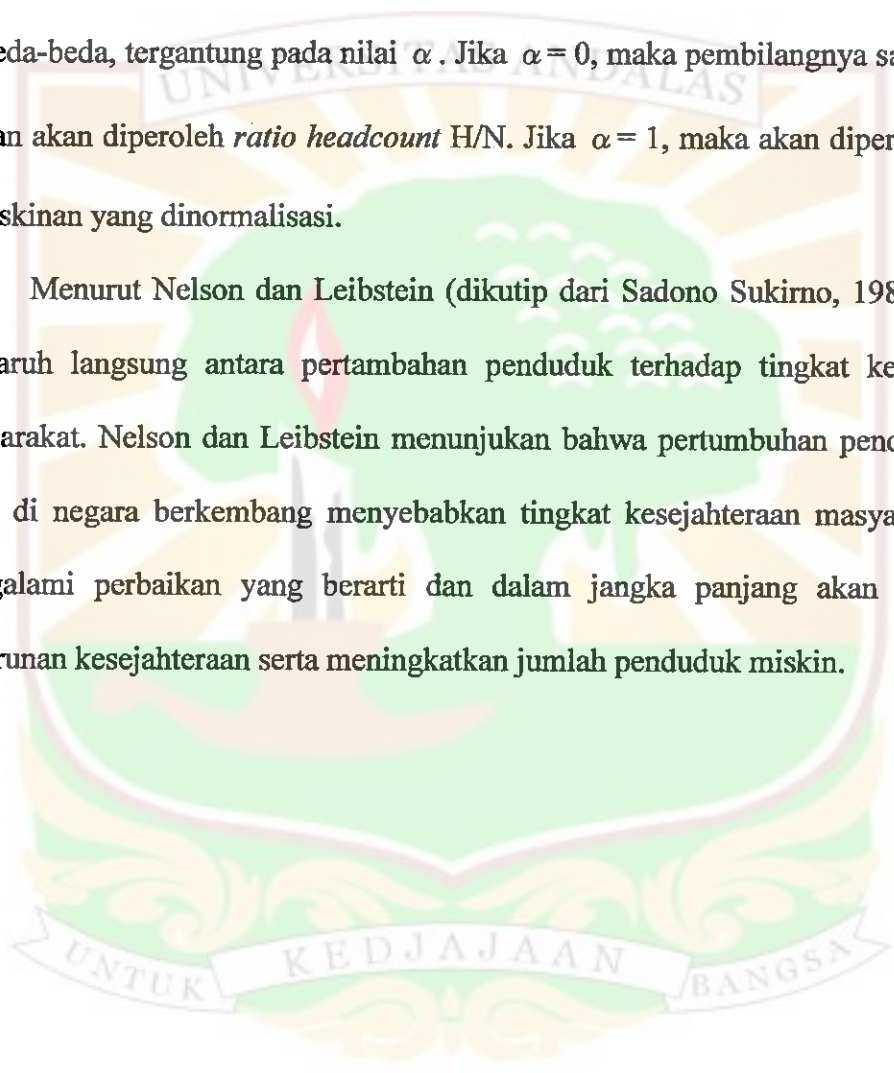 eda-beda, tergantung pada nilai α. Jika α = 0, maka pembilangnya sa
UNIVERSITAS ANDALAS
an akan diperoleh ratio headcount H/N. Jika α = 1, maka akan diper
skinan yang dinormalisasi.
Menurut Nelson dan Leibstein (dikutip dari Sadono Sukirno, 198
aruh langsung antara pertambahan penduduk terhadap tingkat ke
arakat. Nelson dan Leibstein menunjukan bahwa pertumbuhan pend
di negara berkembang menyebabkan tingkat kesejahteraan masya
galami perbaikan yang berarti dan dalam jangka panjang akan
runan kesejahteraan serta meningkatkan jumlah penduduk miskin.
UNTUK KEDJAJAAN BANGSA